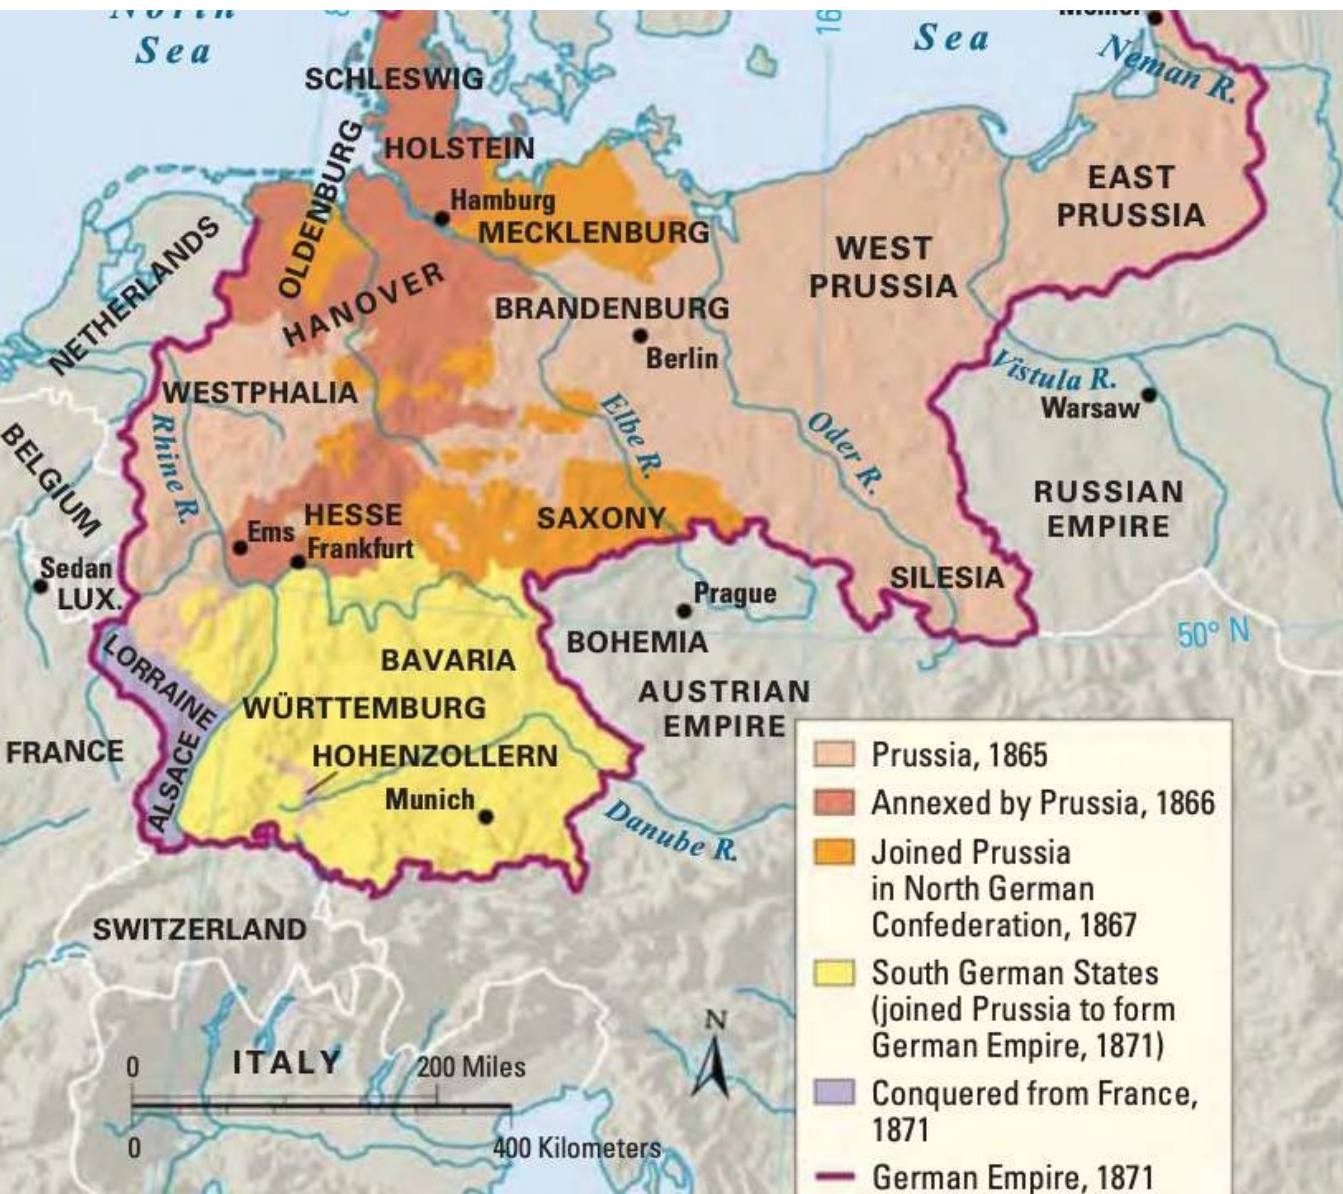 North
Sea
8
16
Sea
Memel
Neman R.
SCHLESWIG
HOLSTEIN
OLDENBURG
Hamburg
MECKLENBURG
EAST
PRUSSIA
WEST
PRUSSIA
NETHERLANDS
HANOVER
BRANDENBURG
Berlin
Vistula R.
Warsaw
WESTPHALIA
Rhine R.
Elbe R.
Oder R.
BELGIUM
RUSSIAN
EMPIRE
HESSE
Ems
Frankfurt
SAXONY
Sedan
LUX.
Prague
SILESIA
50° N
LORRAINE
BAVARIA
BOHEMIA
WÜRTTEMBURG
AUSTRIAN
EMPIRE
FRANCE
ALSACE
HOHENZOLLERN
Munich
Danube R.
SWITZERLAND
ITALY
0
200 Miles
0
400 Kilometers
N
Prussia, 1865
Annexed by Prussia, 1866
Joined Prussia
in North German
Confederation, 1867
South German States
(joined Prussia to form
German Empire, 1871)
Conquered from France,
1871
German Empire, 1871